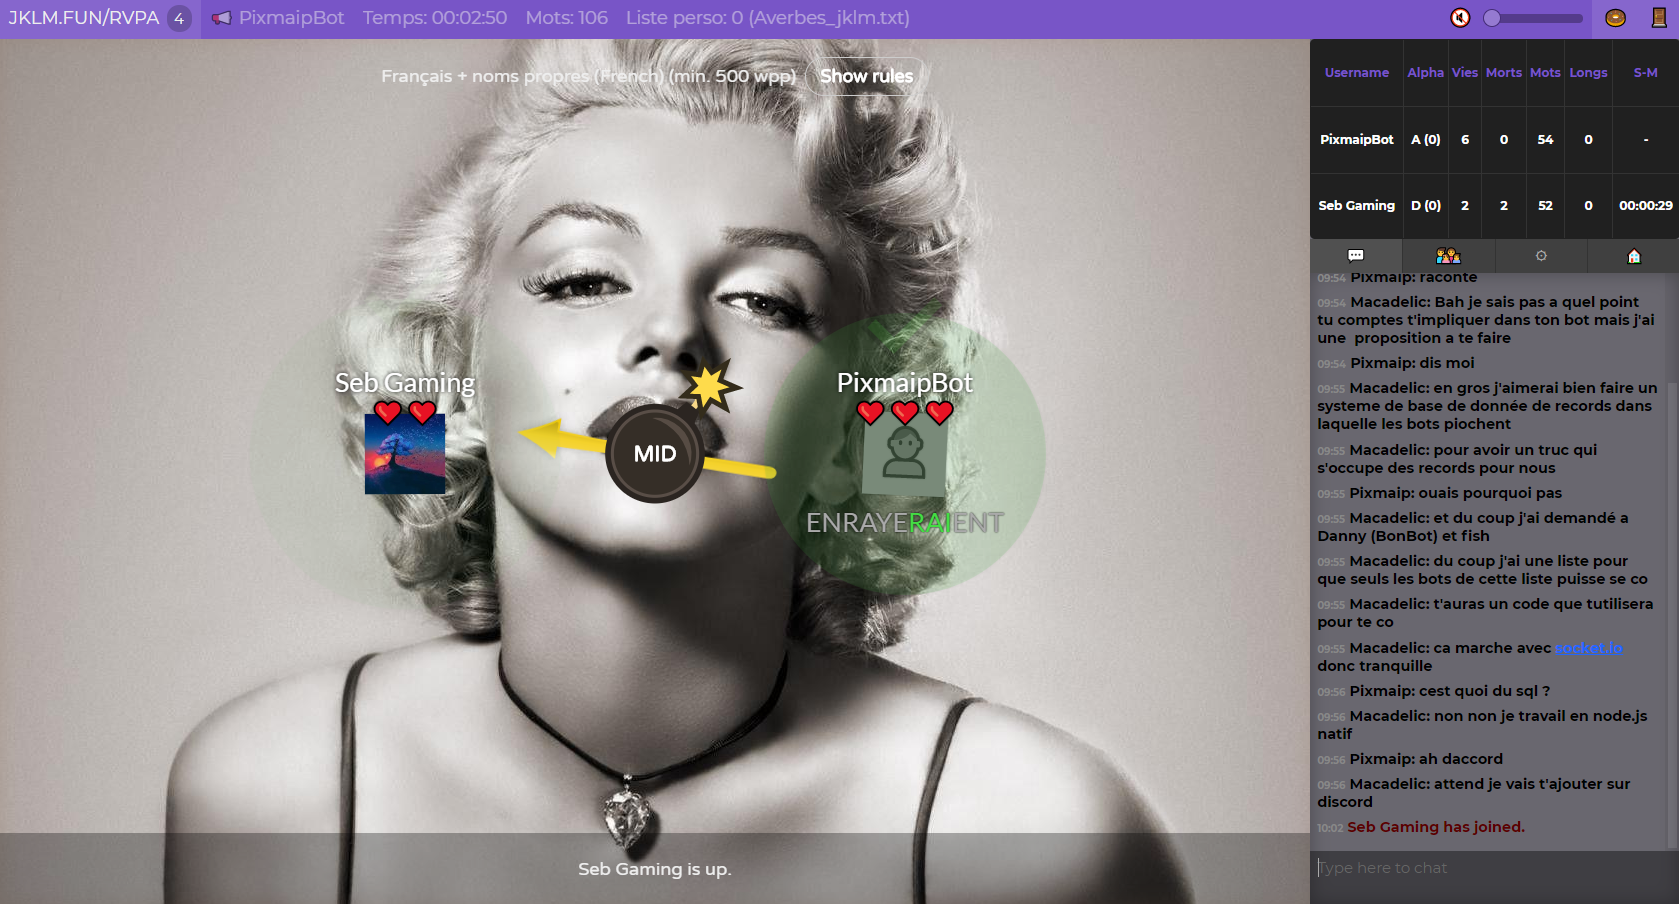 JKLM.FUN/RVPA 4 PixmaipBot Temps: 00:02:50 Mots: 106 Liste perso: 0 (Averbes_jklm.txt)
Français + noms propres (French) (min. 500 wpp) Show rules
Seb Gaming
PixmaipBot
MID
ENRAYERAIENT
Seb Gaming is up.
Username Alpha Vies Morts Mots Longs S-M
PixmaipBot A (0) 6 0 54 0 -
Seb Gaming D (0) 2 2 52 0 00:00:29
09:54 Pixmaip: raconte
09:54 Macadelic: Bah je sais pas a quel point
tu comptes t'impliquer dans ton bot mais j'ai
une proposition a te faire
09:54 Pixmaip: dis moi
09:55 Macadelic: en gros j'aimerai bien faire un
systeme de base de donnée de records dans
laquelle les bots piochent
09:55 Macadelic: pour avoir un truc qui
s'occupe des records pour nous
09:55 Pixmaip: ouais pourquoi pas
09:55 Macadelic: et du coup j'ai demandé a
Danny (BonBot) et fish
09:55 Macadelic: du coup j'ai une liste pour
que seuls les bots de cette liste puisse se co
09:55 Macadelic: t'auras un code que tutilisera
pour te co
09:55 Macadelic: ca marche avec socket.io
donc tranquille
09:56 Pixmaip: cest quoi du sql ?
09:56 Macadelic: non non je travail en node.js
natif
09:56 Pixmaip: ah daccord
09:56 Macadelic: attend je vais t'ajouter sur
discord
10:02 Seb Gaming has joined.
Type here to chat